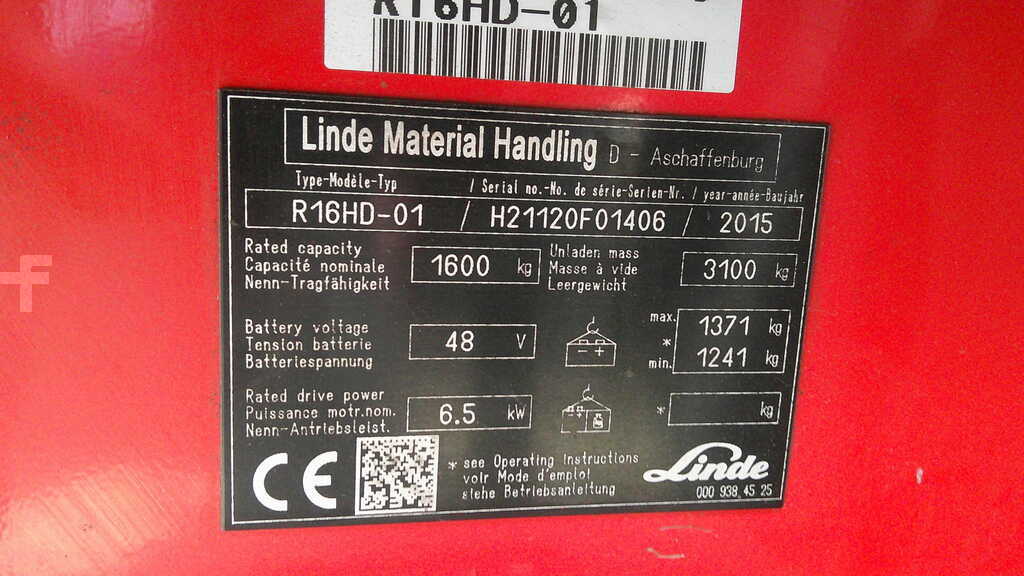 R16HD-01
Linde Material Handling D - Aschaffenburg
Type-Modèle-Typ / Serial no.-No. de série-Serien-Nr. / year-année-Baujahr
R16HD-01 / H21120F01406 / 2015
Rated capacity
Capacité nominale
Nenn-Tragfähigkeit
1600 kg
Unladen mass
Masse à vide
Leergewicht
3100 kg
Battery voltage
Tension batterie
Batteriespannung
48 V
max. 1371 kg
*
min. 1241 kg
Rated drive power
Puissance motr.nom.
Nenn-Antriebsleist.
6.5 kW
* kg
CE
* see Operating Instructions
voir Mode d'emploi
siehe Betriebsanleitung
Linde
000 938 45 25